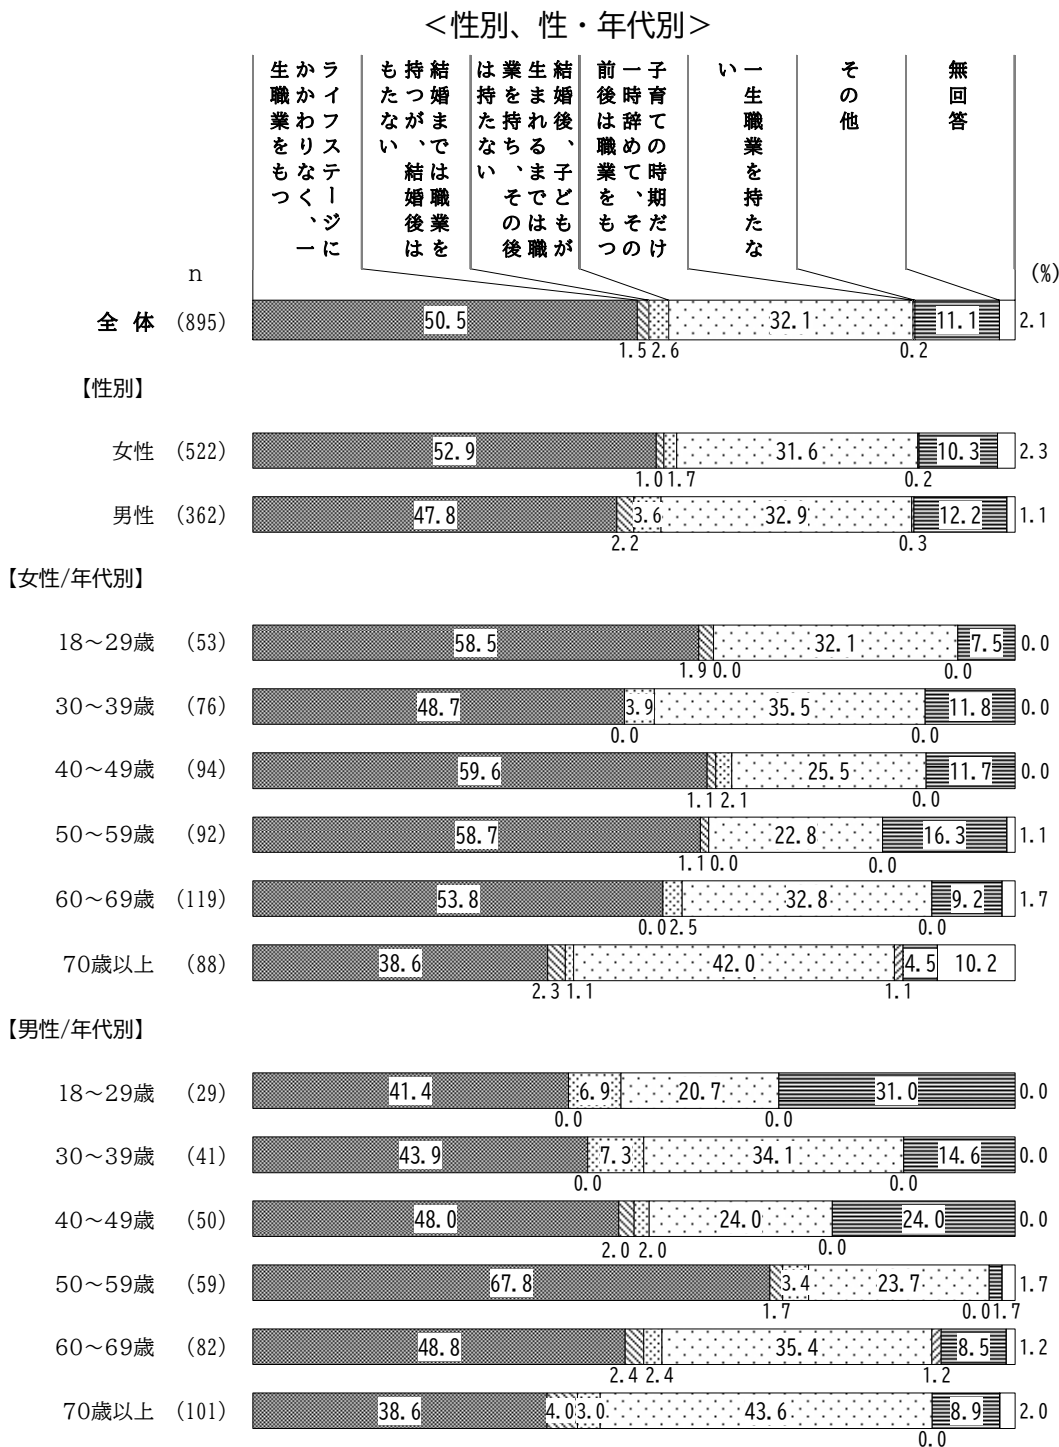 ＜性別、性・年代別＞
ライフステージに
かかわりなく、一
生職業をもつ
結婚までは職業を
持つが、結婚後は
もたない
結婚後、子どもが
生まれるまでは職
業を持ち、その後
は持たない
子育ての時期だけ
一時辞めて、その
前後は職業をもつ
一生職業を持たな
い
その他
無回答
n
(%)
全 体 (895) 50.5 32.1 11.1 2.1
1.5 2.6 0.2
【性別】
女性 (522) 52.9 31.6 10.3 2.3
1.0 1.7 0.2
男性 (362) 47.8 3.6 32.9 12.2 1.1
2.2 0.3
【女性/年代別】
18～29歳 (53) 58.5 32.1 7.5 0.0
1.9 0.0 0.0
30～39歳 (76) 48.7 3.9 35.5 11.8 0.0
0.0 0.0
40～49歳 (94) 59.6 25.5 11.7 0.0
1.1 2.1 0.0
50～59歳 (92) 58.7 22.8 16.3 1.1
1.1 0.0 0.0
60～69歳 (119) 53.8 32.8 9.2 1.7
0.0 2.5 0.0
70歳以上 (88) 38.6 42.0 4.5 10.2
2.3 1.1 1.1
【男性/年代別】
18～29歳 (29) 41.4 6.9 20.7 31.0 0.0
0.0 0.0
30～39歳 (41) 43.9 7.3 34.1 14.6 0.0
0.0 0.0
40～49歳 (50) 48.0 24.0 24.0 0.0
2.0 2.0 0.0
50～59歳 (59) 67.8 3.4 23.7 1.7
1.7 0.0 1.7
60～69歳 (82) 48.8 35.4 8.5 1.2
2.4 2.4 1.2
70歳以上 (101) 38.6 4.0 3.0 43.6 8.9 2.0
0.0